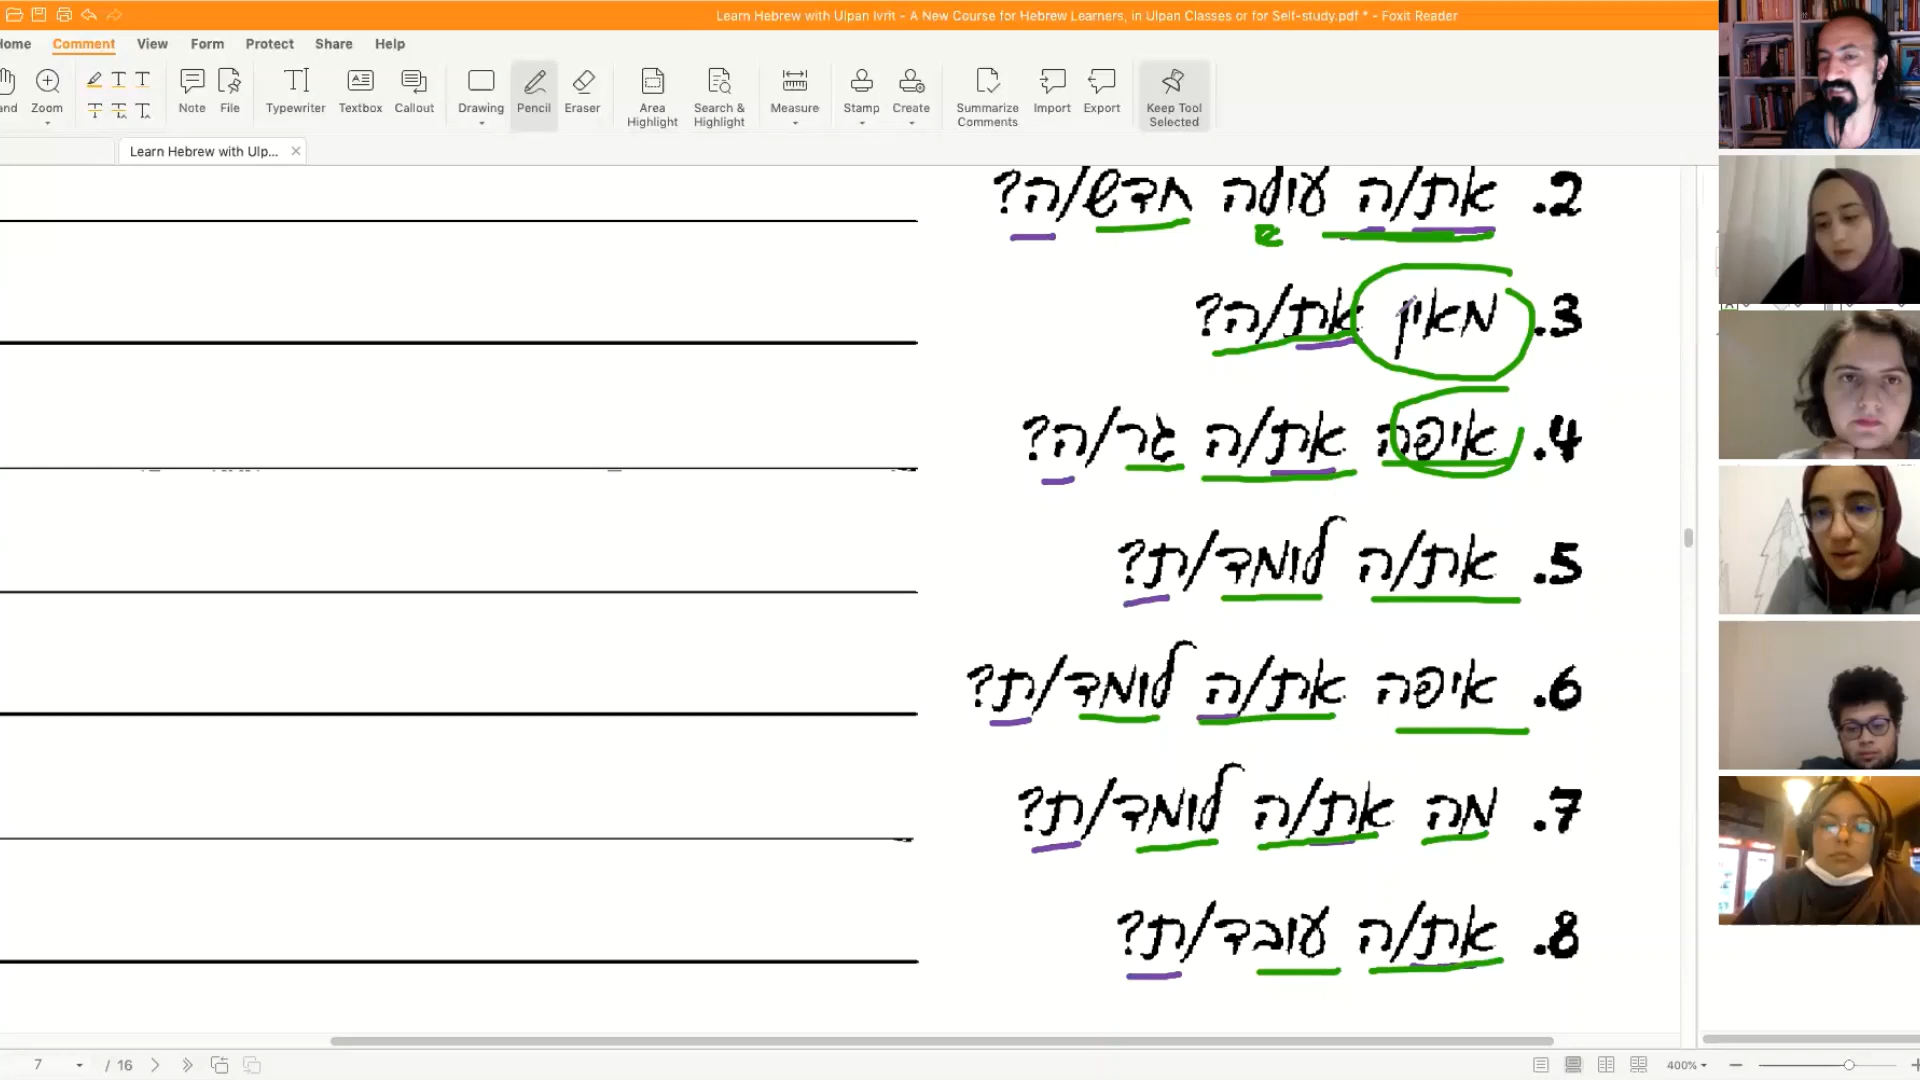 Learn Hebrew with Ulpan Ivrit - A New Course for Hebrew Learners, in Ulpan Classes or for Self-study.pdf * - Foxit Reader
Home Comment View Form Protect Share Help
Zoom Note File Typewriter Textbox Callout Drawing Pencil Eraser Area Highlight Search & Highlight Measure Stamp Create Summarize Comments Import Export Keep Tool Selected
Learn Hebrew with Ulp...
2. את/ה עולה חדש/ה?
3. מאין את/ה?
4. איפה את/ה גר/ה?
5. את/ה לומד/ת?
6. איפה את/ה לומד/ת?
7. מה את/ה לומד/ת?
8. את/ה עובד/ת?
7 / 16
400%